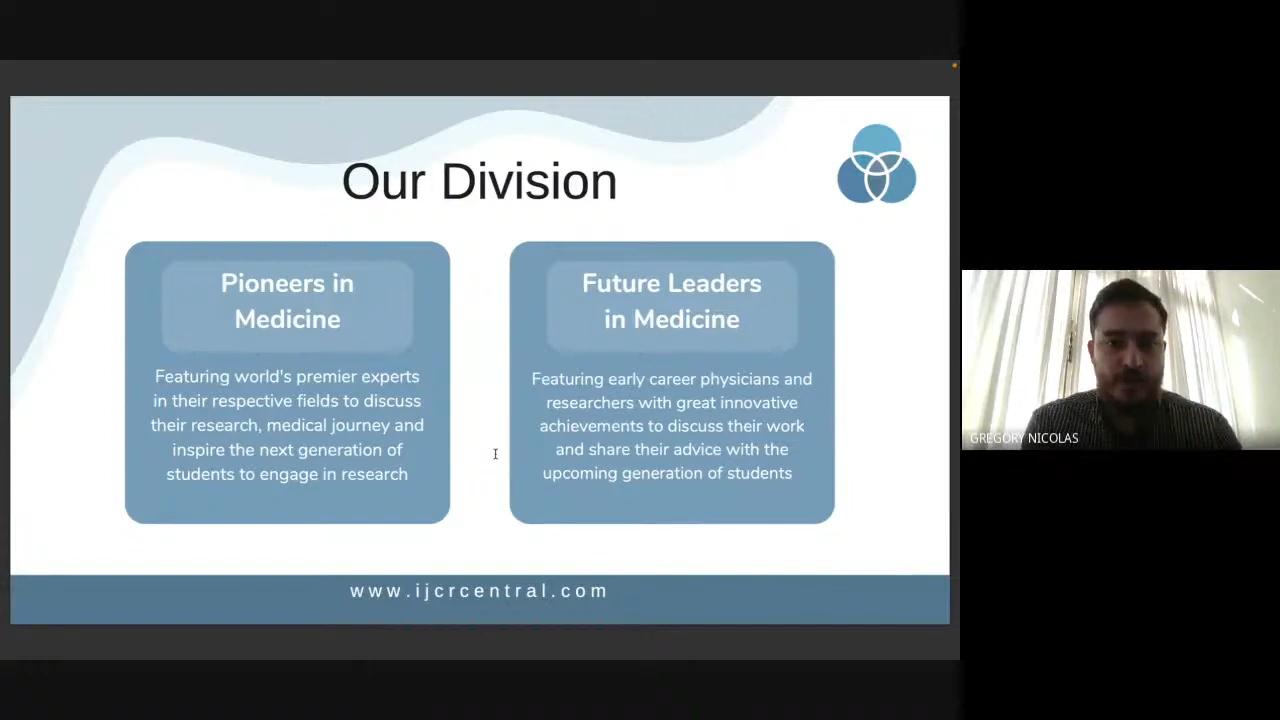 Our Division
Pioneers in
Medicine
Featuring world's premier experts
in their respective fields to discuss
their research, medical journey and
inspire the next generation of
students to engage in research
Future Leaders
in Medicine
Featuring early career physicians and
researchers with great innovative
achievements to discuss their work
and share their advice with the
upcoming generation of students
www.ijcrcentral.com
GREGORY NICOLAS